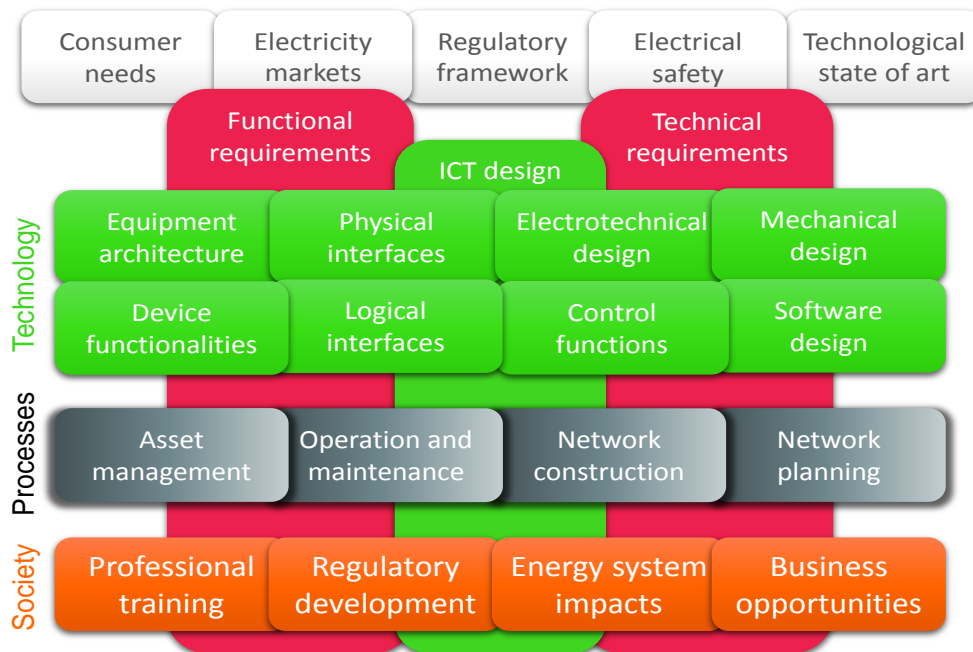 Consumer
needs
Electricity
markets
Regulatory
framework
Electrical
safety
Technological
state of art
Functional
requirements
Technical
requirements
ICT design
Technology
Equipment
architecture
Physical
interfaces
Electrotechnical
design
Mechanical
design
Device
functionalities
Logical
interfaces
Control
functions
Software
design
Processes
Asset
management
Operation and
maintenance
Network
construction
Network
planning
Society
Professional
training
Regulatory
development
Energy system
impacts
Business
opportunities